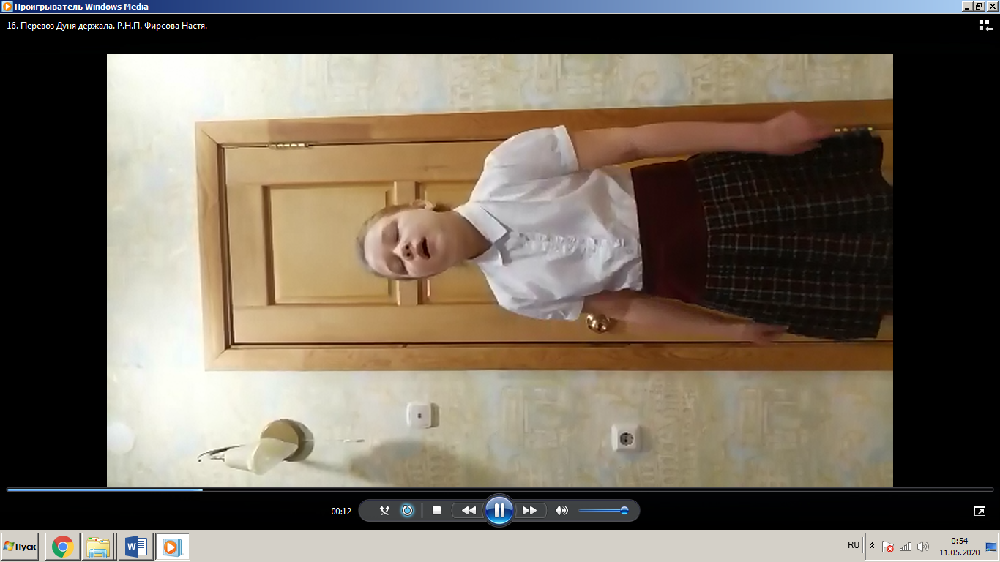 Проигрыватель Windows Media
16. Перевоз Дуня держала. Р.Н.П. Фирсова Настя.
00:12
Пуск
RU
0:54
11.05.2020